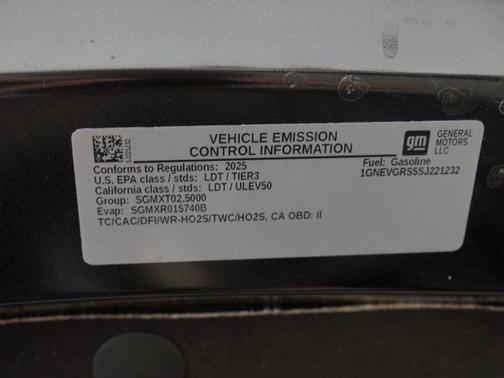 VEHICLE EMISSION
CONTROL INFORMATION
gm
GENERAL
MOTORS
LLC
SJ221232
Conforms to Regulations: 2025
Fuel: Gasoline
U.S. EPA class / stds: LDT / TIER3
1GNEVGRS5SJ221232
California class / stds: LDT / ULEV50
Group: SGMXT02.5000
Evap: SGMXR015740B
TC/CAC/DFI/WR-HO2S/TWC/HO2S, CA OBD: II